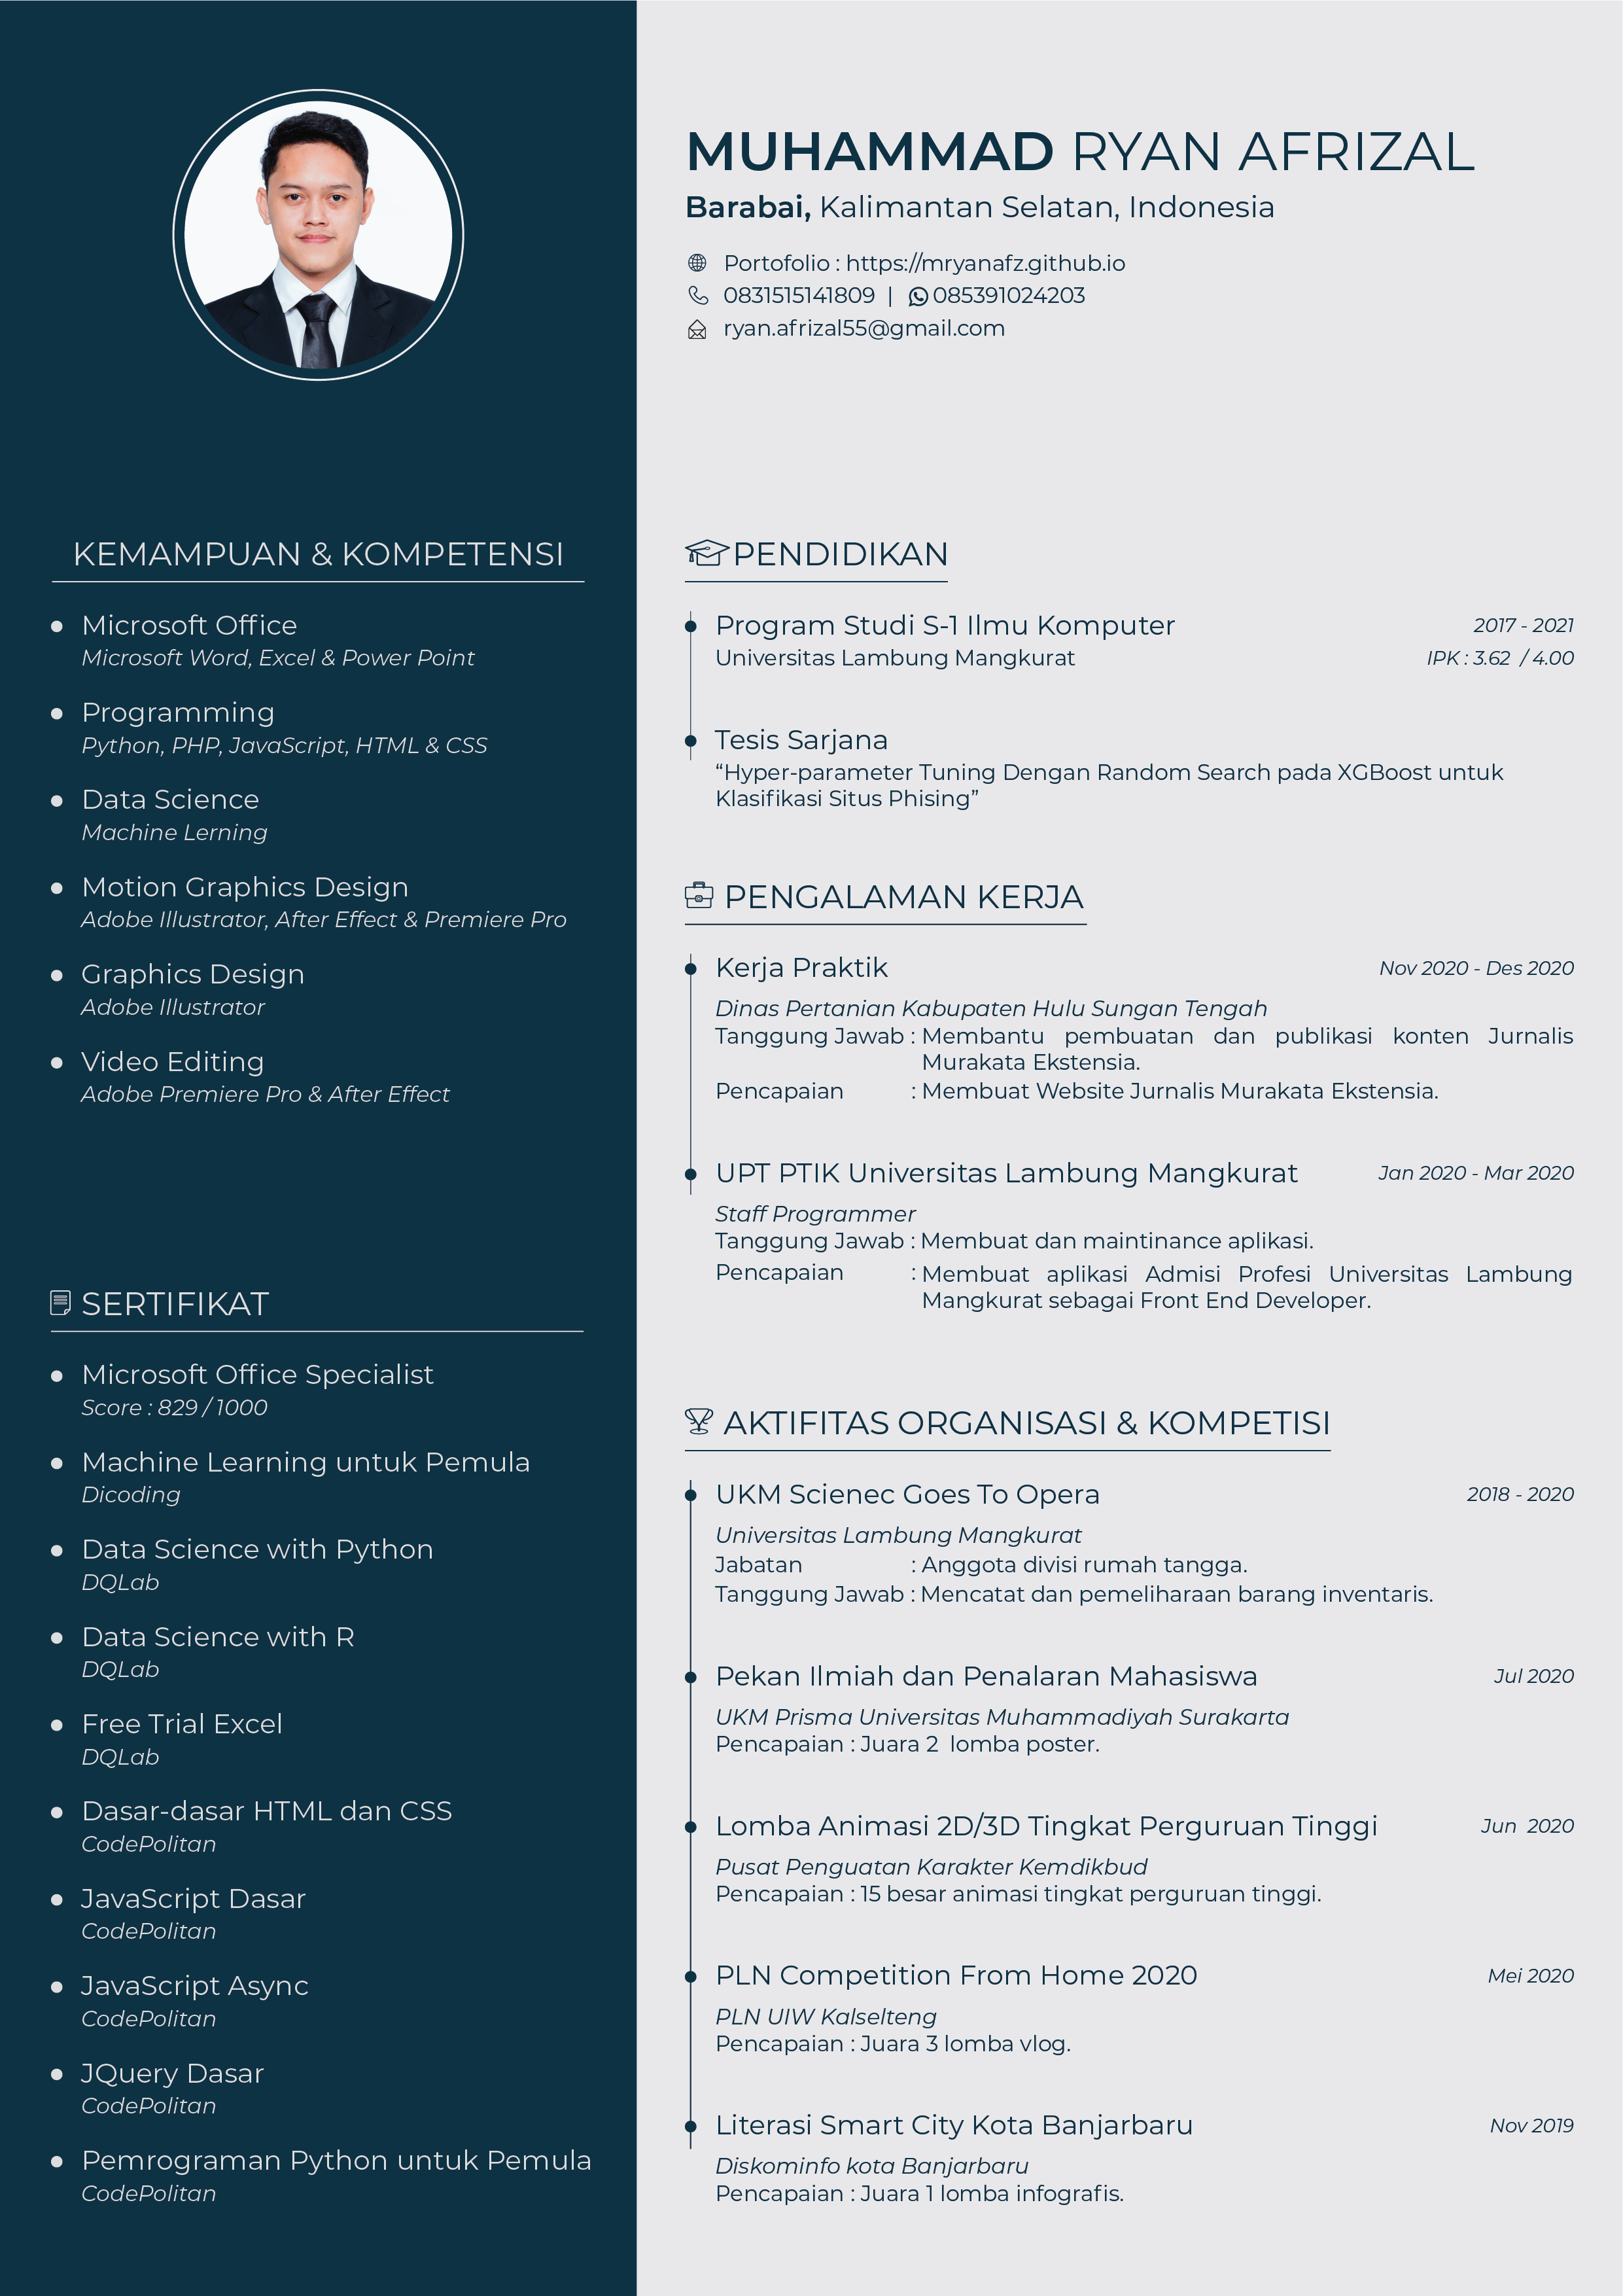 MUHAMMAD RYAN AFRIZAL
Barabai, Kalimantan Selatan, Indonesia
Portofolio : https://mryanafz.github.io
0831515141809 | 085391024203
ryan.afrizal55@gmail.com
KEMAMPUAN & KOMPETENSI
Microsoft Office
Microsoft Word, Excel & Power Point
Programming
Python, PHP, JavaScript, HTML & CSS
Data Science
Machine Lerning
Motion Graphics Design
Adobe Illustrator, After Effect & Premiere Pro
Graphics Design
Adobe Illustrator
Video Editing
Adobe Premiere Pro & After Effect
SERTIFIKAT
Microsoft Office Specialist
Score : 829 / 1000
Machine Learning untuk Pemula
Dicoding
Data Science with Python
DQLab
Data Science with R
DQLab
Free Trial Excel
DQLab
Dasar-dasar HTML dan CSS
CodePolitan
JavaScript Dasar
CodePolitan
JavaScript Async
CodePolitan
JQuery Dasar
CodePolitan
Pemrograman Python untuk Pemula
CodePolitan
PENDIDIKAN
Program Studi S-1 Ilmu Komputer 2017 - 2021
Universitas Lambung Mangkurat IPK : 3.62 / 4.00
Tesis Sarjana
“Hyper-parameter Tuning Dengan Random Search pada XGBoost untuk
Klasifikasi Situs Phising”
PENGALAMAN KERJA
Kerja Praktik Nov 2020 - Des 2020
Dinas Pertanian Kabupaten Hulu Sungan Tengah
Tanggung Jawab : Membantu pembuatan dan publikasi konten Jurnalis
Murakata Ekstensia.
Pencapaian : Membuat Website Jurnalis Murakata Ekstensia.
UPT PTIK Universitas Lambung Mangkurat Jan 2020 - Mar 2020
Staff Programmer
Tanggung Jawab : Membuat dan maintinance aplikasi.
Pencapaian : Membuat aplikasi Admisi Profesi Universitas Lambung
Mangkurat sebagai Front End Developer.
AKTIFITAS ORGANISASI & KOMPETISI
UKM Scienec Goes To Opera 2018 - 2020
Universitas Lambung Mangkurat
Jabatan : Anggota divisi rumah tangga.
Tanggung Jawab : Mencatat dan pemeliharaan barang inventaris.
Pekan Ilmiah dan Penalaran Mahasiswa Jul 2020
UKM Prisma Universitas Muhammadiyah Surakarta
Pencapaian : Juara 2 lomba poster.
Lomba Animasi 2D/3D Tingkat Perguruan Tinggi Jun 2020
Pusat Penguatan Karakter Kemdikbud
Pencapaian : 15 besar animasi tingkat perguruan tinggi.
PLN Competition From Home 2020 Mei 2020
PLN UIW Kalselteng
Pencapaian : Juara 3 lomba vlog.
Literasi Smart City Kota Banjarbaru Nov 2019
Diskominfo kota Banjarbaru
Pencapaian : Juara 1 lomba infografis.